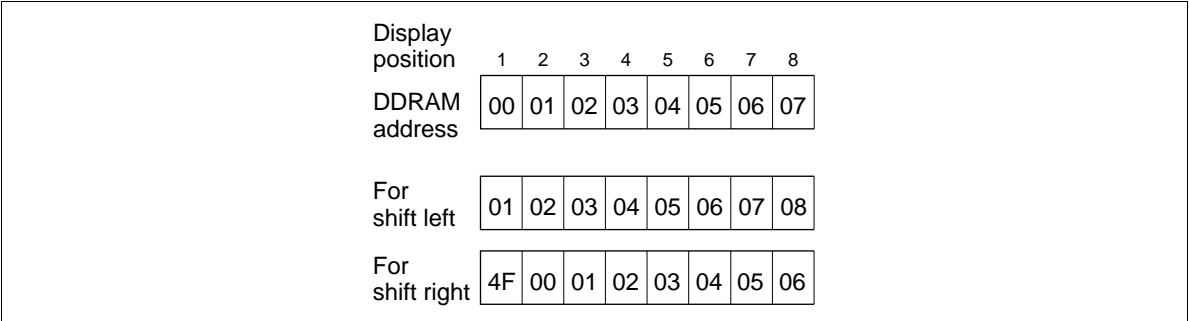 Display
position 1 2 3 4 5 6 7 8
DDRAM
address 00 01 02 03 04 05 06 07
For
shift left 01 02 03 04 05 06 07 08
For
shift right 4F 00 01 02 03 04 05 06